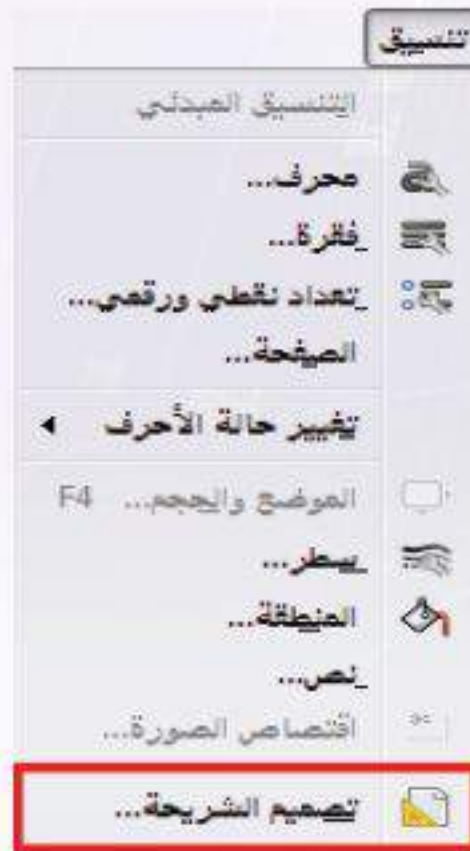 تنسيق
التنسيق المبدئي
محرف...
فقرة...
تعداد نقطي ورقمي...
الصفحة...
تغيير حالة الأحرف
الموضع والحجم... F4
سطر...
المنطقة...
نص...
اقتصاص الصورة...
تصميم الشريحة...